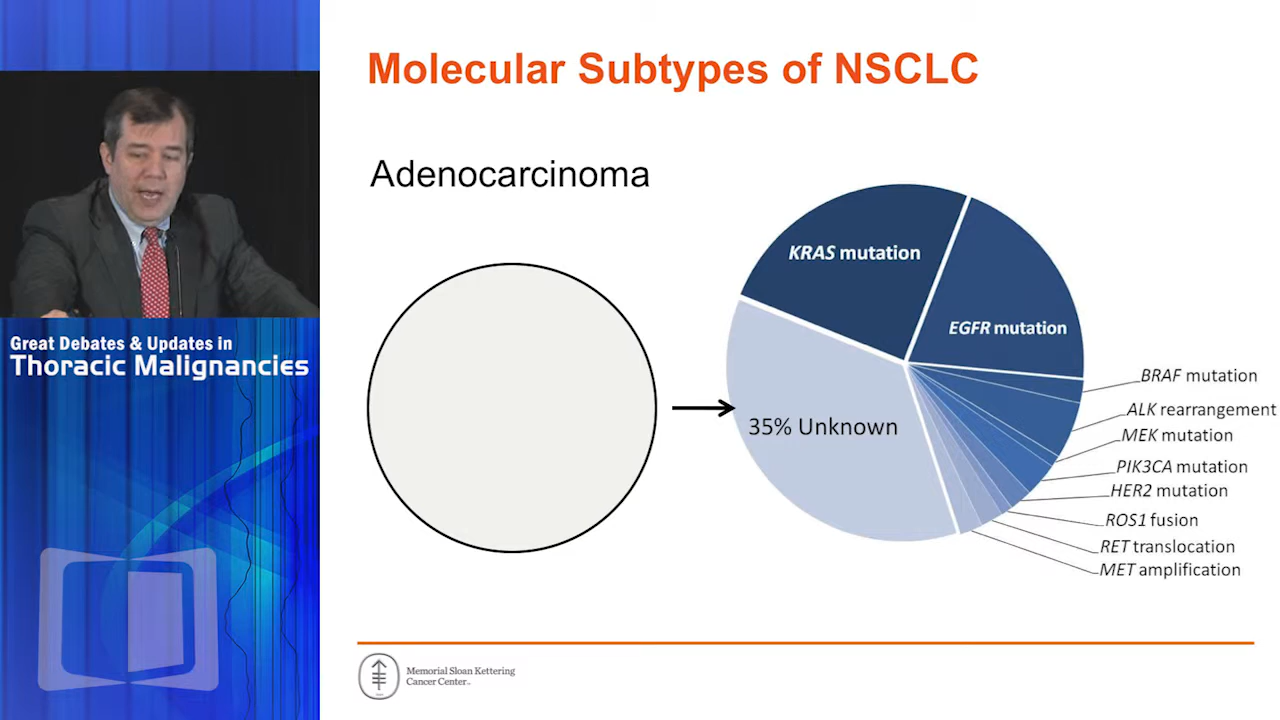 Molecular Subtypes of NSCLC
Adenocarcinoma
KRAS mutation
EGFR mutation
35% Unknown
BRAF mutation
ALK rearrangement
MEK mutation
PIK3CA mutation
HER2 mutation
ROS1 fusion
RET translocation
MET amplification
Great Debates & Updates in
Thoracic Malignancies
Memorial Sloan Kettering
Cancer Center